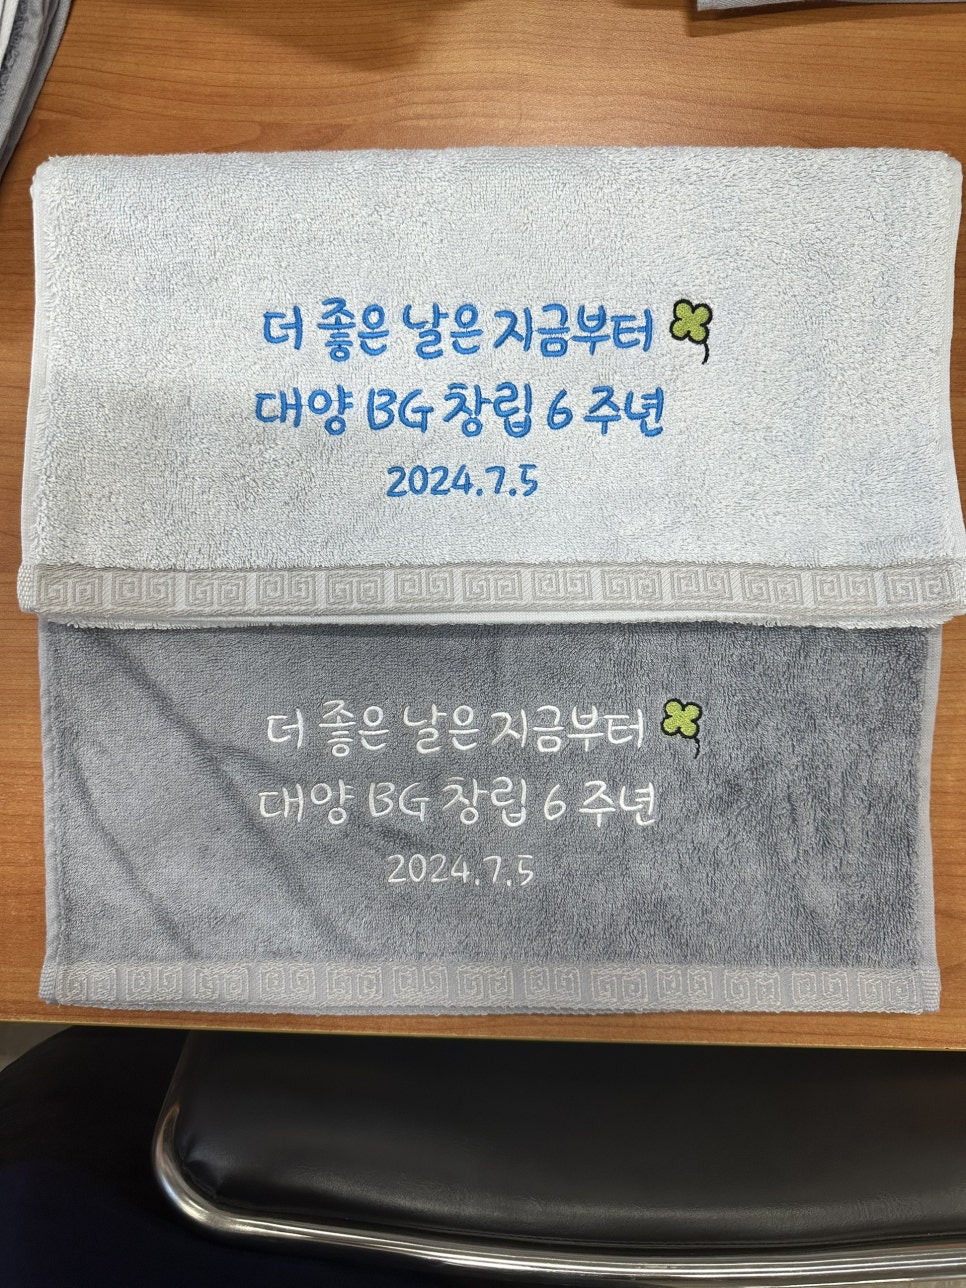 더 좋은 날은 지금부터
대양 BG 창립 6 주년
2024.7.5
더 좋은 날은 지금부터
대양 BG 창립 6 주년
2024.7.5